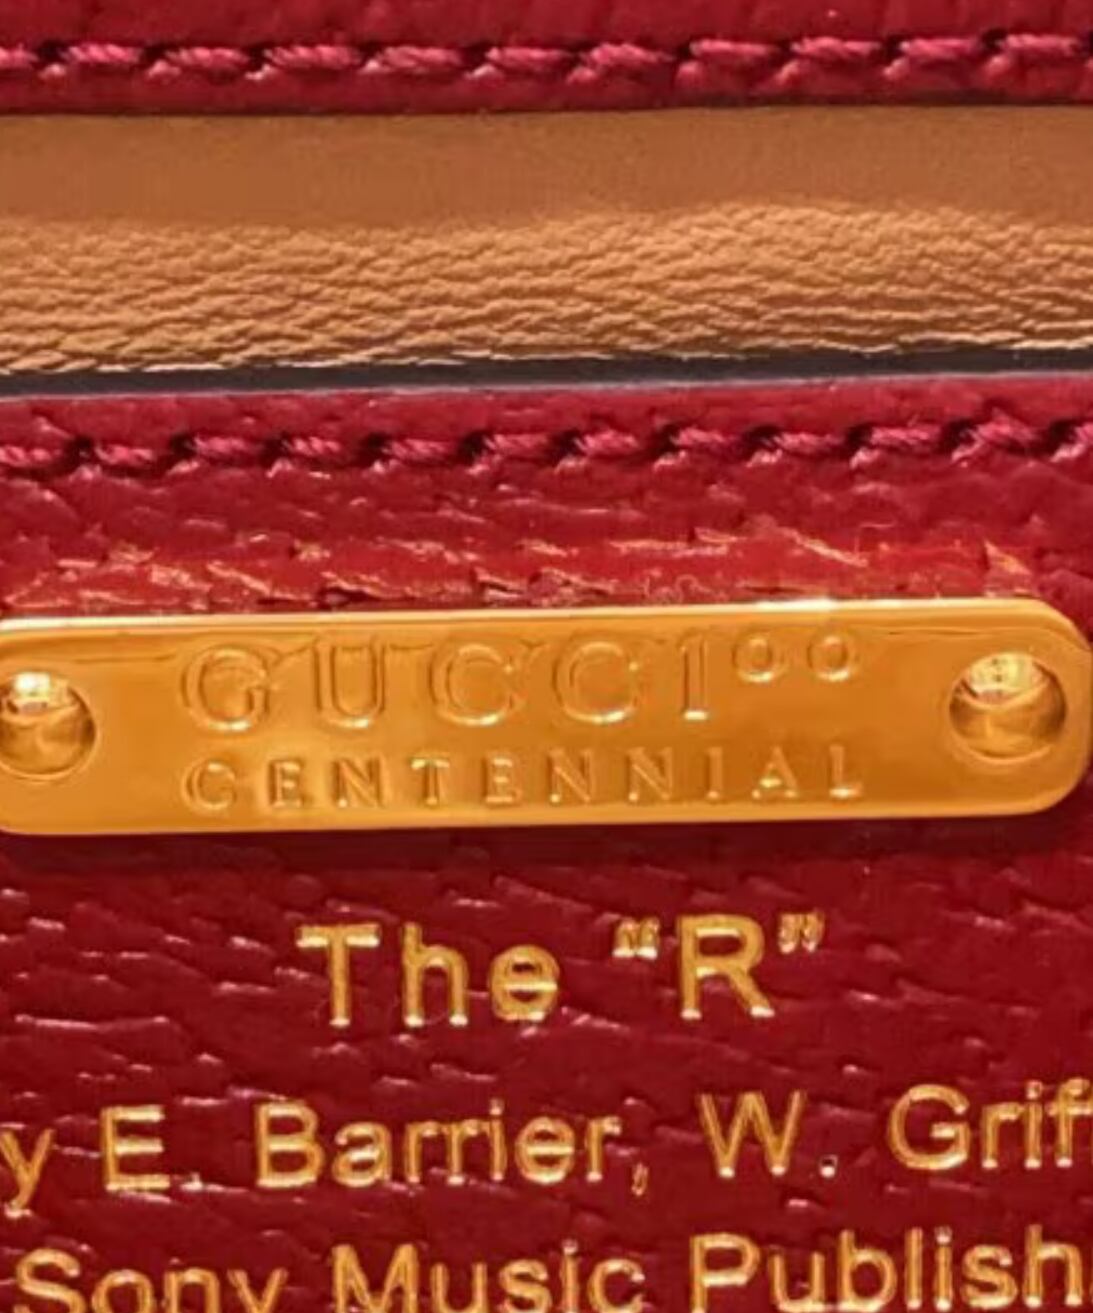 GUCCI100
CENTENNIAL
The “R”
y E. Barrier, W. Grif
Sony Music Publish